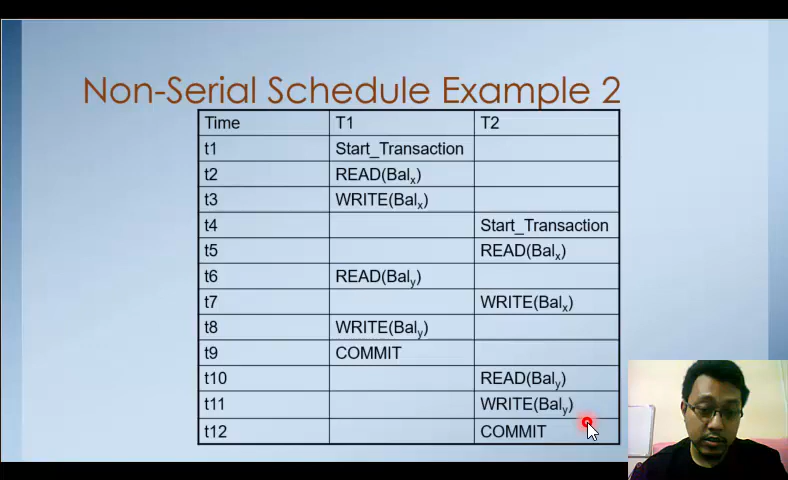 Non-Serial Schedule Example 2
Time T1 T2
t1 Start_Transaction
t2 READ(Balx)
t3 WRITE(Balx)
t4 Start_Transaction
t5 READ(Balx)
t6 READ(Baly)
t7 WRITE(Balx)
t8 WRITE(Baly)
t9 COMMIT
t10 READ(Baly)
t11 WRITE(Baly)
t12 COMMIT